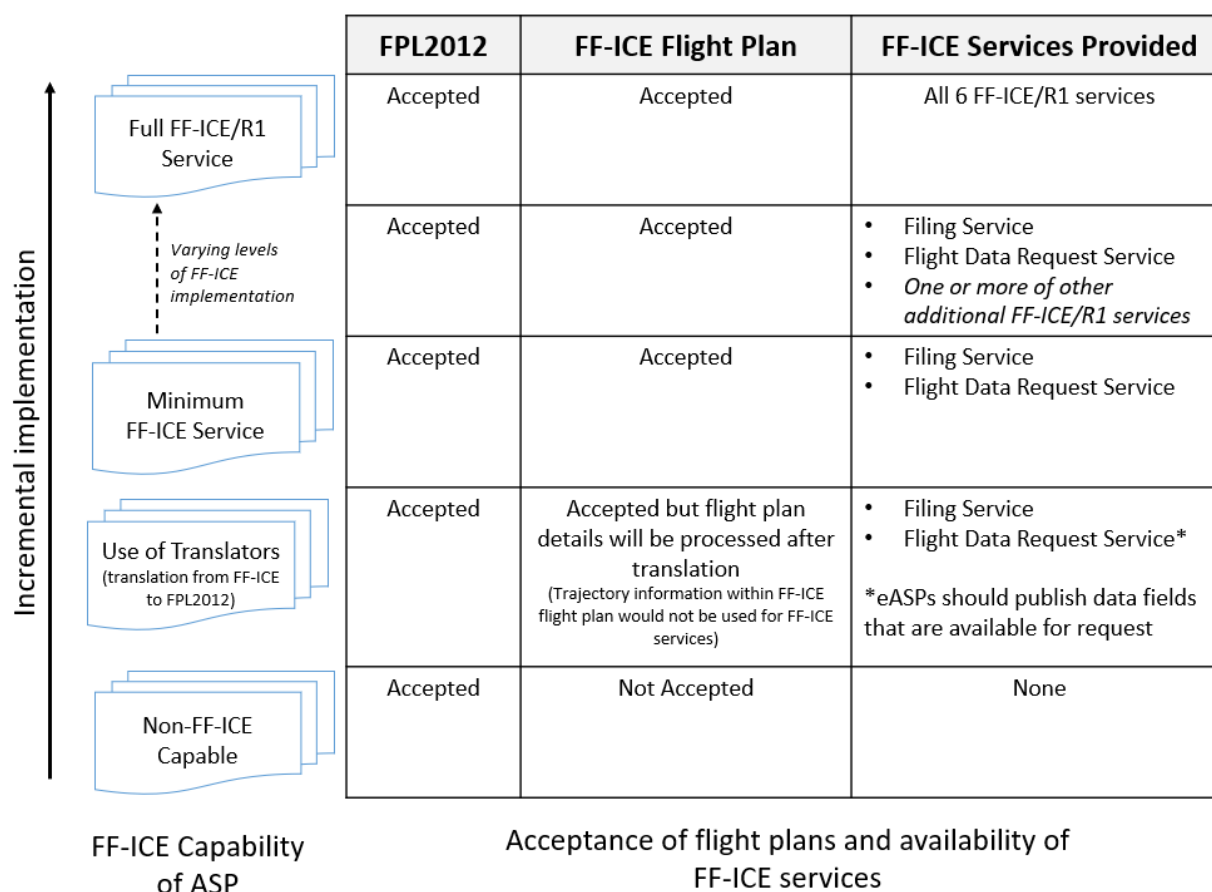 FPL2012
FF-ICE Flight Plan
FF-ICE Services Provided
Incremental implementation
Full FF-ICE/R1
Service
Accepted
Accepted
All 6 FF-ICE/R1 services
Varying levels
of FF-ICE
implementation
Accepted
Accepted
• Filing Service
• Flight Data Request Service
• One or more of other
additional FF-ICE/R1 services
Minimum
FF-ICE Service
Accepted
Accepted
• Filing Service
• Flight Data Request Service
Use of Translators
(translation from FF-ICE
to FPL2012)
Accepted
Accepted but flight plan
details will be processed after
translation
(Trajectory information within FF-ICE
flight plan would not be used for FF-ICE
services)
• Filing Service
• Flight Data Request Service*
*eASPs should publish data fields
that are available for request
Non-FF-ICE
Capable
Accepted
Not Accepted
None
FF-ICE Capability
of ASP
Acceptance of flight plans and availability of
FF-ICE services